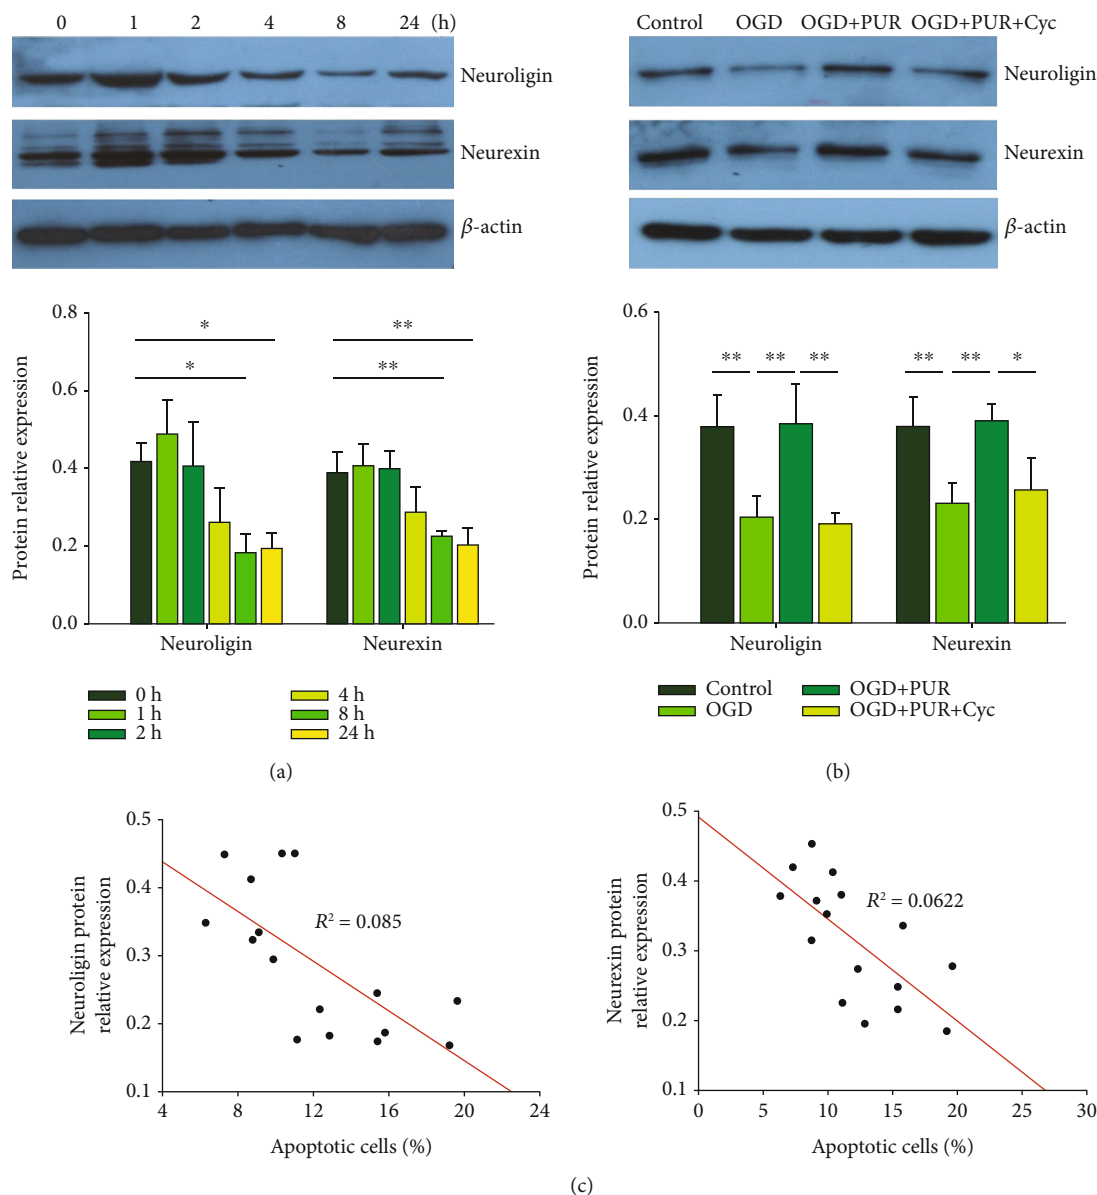 0 1 2 4 8 24 (h)
Neuroligin
Neurexin
β-actin
0.8
0.6
0.4
0.2
0.0
Protein relative expression
* *
** **
Neuroligin Neurexin
0 h 4 h
1 h 8 h
2 h 24 h
(a)
Control OGD OGD+PUR OGD+PUR+Cyc
Neuroligin
Neurexin
β-actin
0.6
0.4
0.2
0.0
Protein relative expression
** ** ** ** ** *
Neuroligin Neurexin
Control OGD+PUR
OGD OGD+PUR+Cyc
(b)
0.5
0.4
0.3
0.2
0.1
Neuroligin protein
relative expression
R² = 0.085
4 8 12 16 20 24
Apoptotic cells (%)
0.5
0.4
0.3
0.2
0.1
Neurexin protein
relative expression
R² = 0.0622
0 5 10 15 20 25 30
Apoptotic cells (%)
(c)